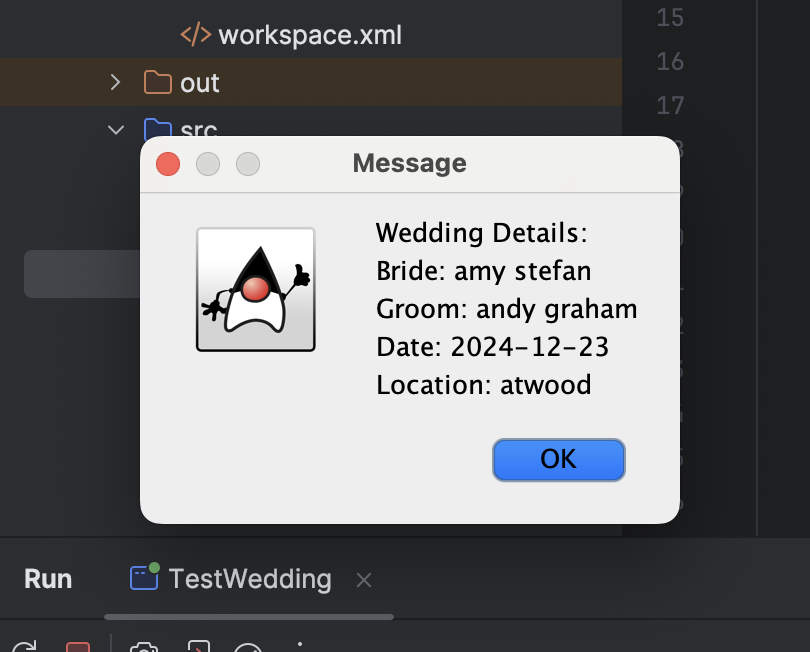 workspace.xml
15
16
out
17
src
Message
Wedding Details:
Bride: amy stefan
Groom: andy graham
Date: 2024-12-23
Location: atwood
OK
Run
TestWedding